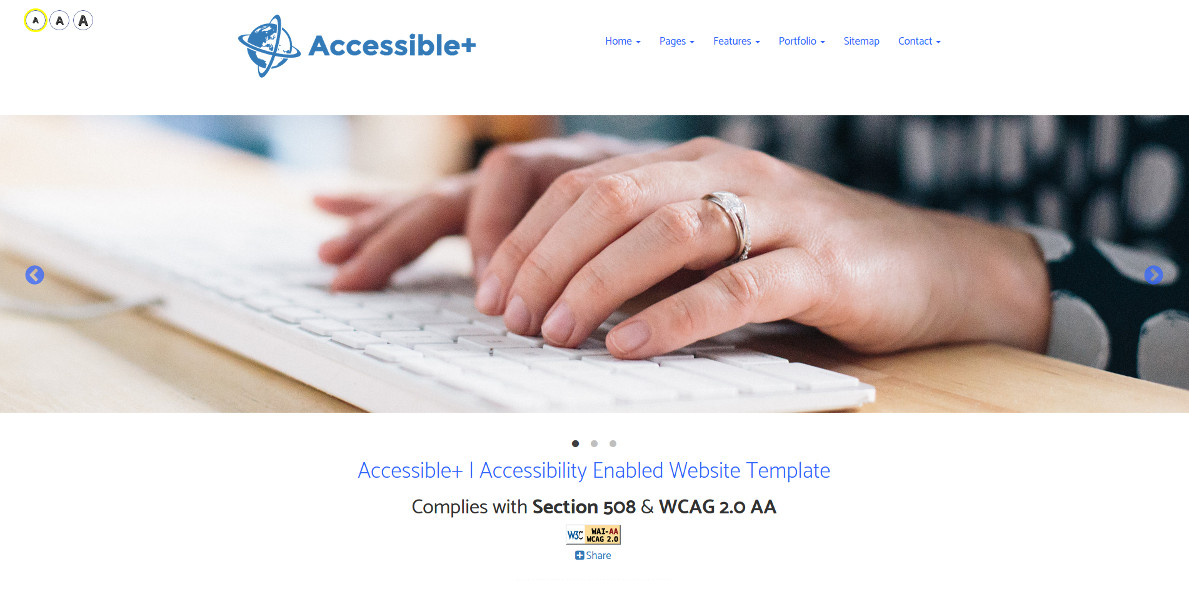 A A A
Accessible+
Home Pages Features Portfolio Sitemap Contact
Accessible+ | Accessibility Enabled Website Template
Complies with Section 508 & WCAG 2.0 AA
W3C WAI-AA
WCAG 2.0
Share